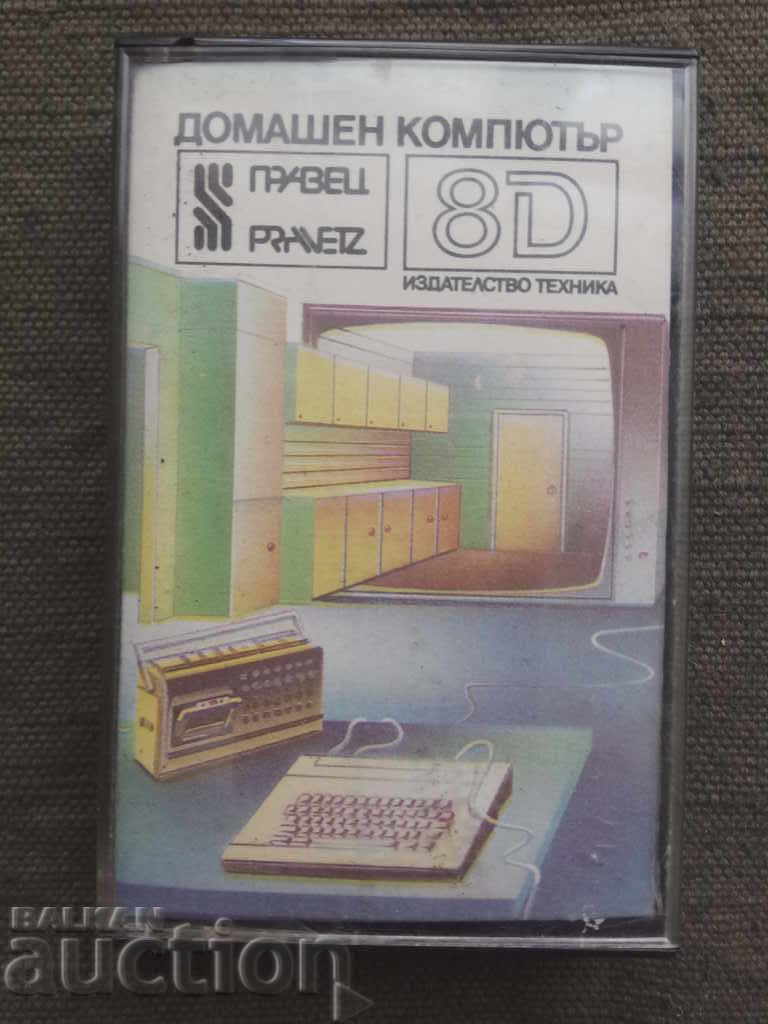 ДОМАШЕН КОМПЮТЪР
ПРАВЕЦ
PRAVETZ
8D
ИЗДАТЕЛСТВО ТЕХНИКА
BALKAN
auction